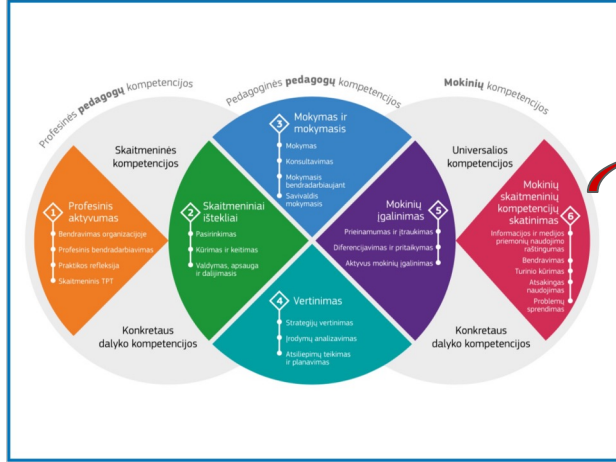 Profesinės pedagogų kompetencijos
Pedagoginės pedagogų kompetencijos
Mokinių kompetencijos
Skaitmeninės
kompetencijos
Universalios
kompetencijos
1
Profesinis
aktyvumas
Bendravimas organizacijoje
Profesinis bendradarbiavimas
Praktikos refleksija
Skaitmeninis TPT
2
Skaitmeniniai
ištekliai
Pasirinkimas
Kūrimas ir keitimas
Valdymas, apsauga
ir dalijimasis
3
Mokymas ir
mokymasis
Mokymas
Konsultavimas
Mokymasis
bendradarbiaujant
Savivaldis
mokymasis
4
Vertinimas
Strategijų vertinimas
Įrodymų analizavimas
Atsiliepimų teikimas
ir planavimas
5
Mokinių
įgalinimas
Prieinamumas ir įtraukimas
Diferencijavimas ir pritaikymas
Aktyvus mokinių įgalinimas
6
Mokinių
skaitmeninių
kompetencijų
skatinimas
Informacijos ir medijos
priemonių naudojimo
raštingumas
Bendravimas
Turinio kūrimas
Atsakingas
naudojimas
Problemų
sprendimas
Konkretaus
dalyko kompetencijos
Konkretaus
dalyko kompetencijos